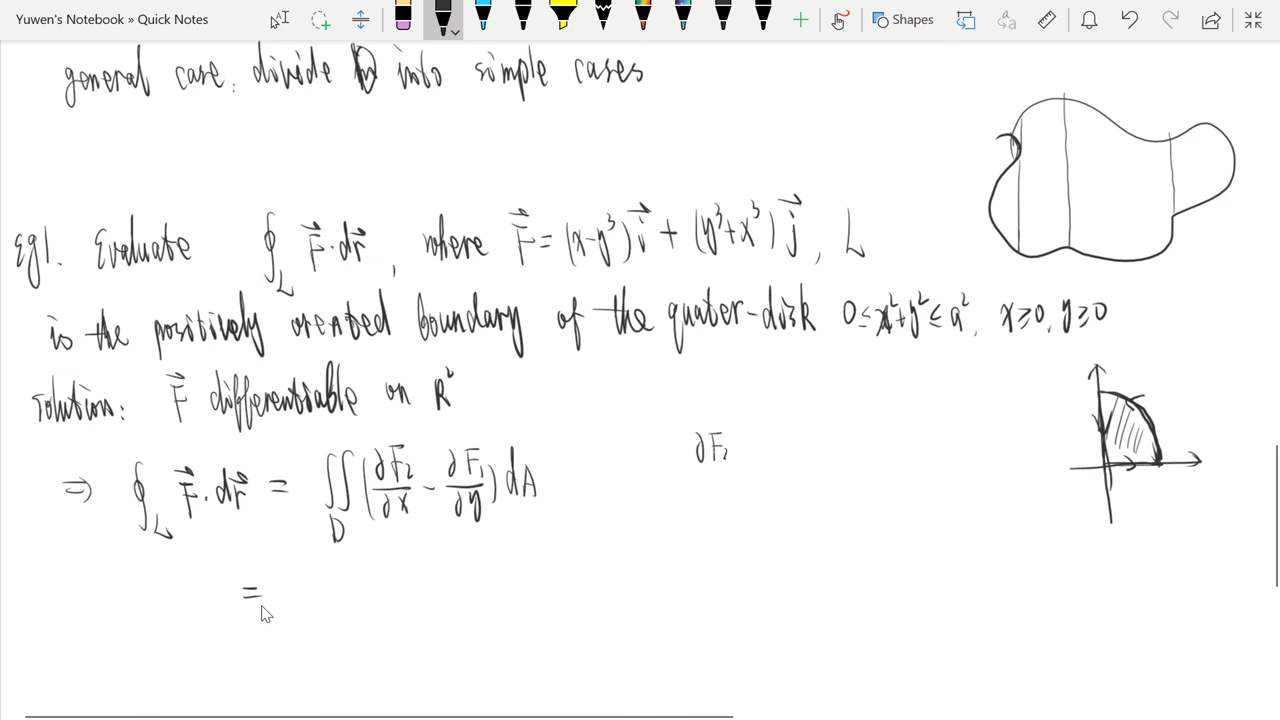 Yuwen's Notebook » Quick Notes
Shapes
general case. divide D into simple cases
Eg1. Evaluate ∮_L F⃗·dr⃗, where F⃗ = (x-y³)i⃗ + (y³+x³)j⃗, L
is the positively oriented boundary of the quater-disk 0≤x²+y²≤a², x≥0, y≥0
solution: F⃗ differentiable on R²
⇒ ∮_L F⃗·dr⃗ = ∬_D (∂F₂/∂x - ∂F₁/∂y) dA
∂F₂
=